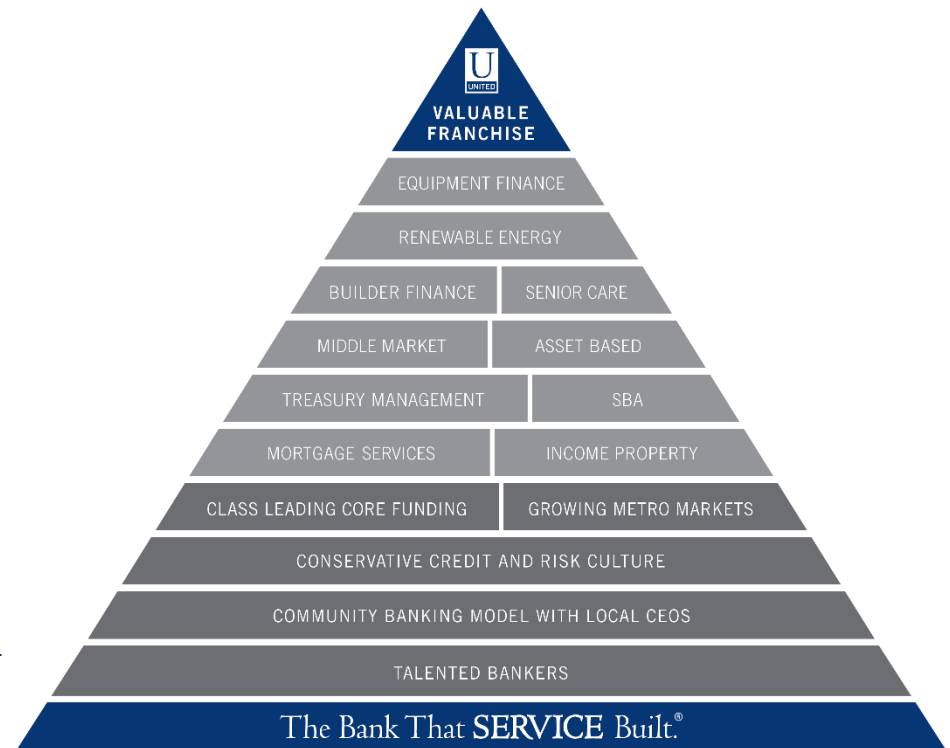 U
UNITED
VALUABLE
FRANCHISE
EQUIPMENT FINANCE
RENEWABLE ENERGY
BUILDER FINANCE SENIOR CARE
MIDDLE MARKET ASSET BASED
TREASURY MANAGEMENT SBA
MORTGAGE SERVICES INCOME PROPERTY
CLASS LEADING CORE FUNDING GROWING METRO MARKETS
CONSERVATIVE CREDIT AND RISK CULTURE
COMMUNITY BANKING MODEL WITH LOCAL CEOS
TALENTED BANKERS
The Bank That SERVICE Built.®